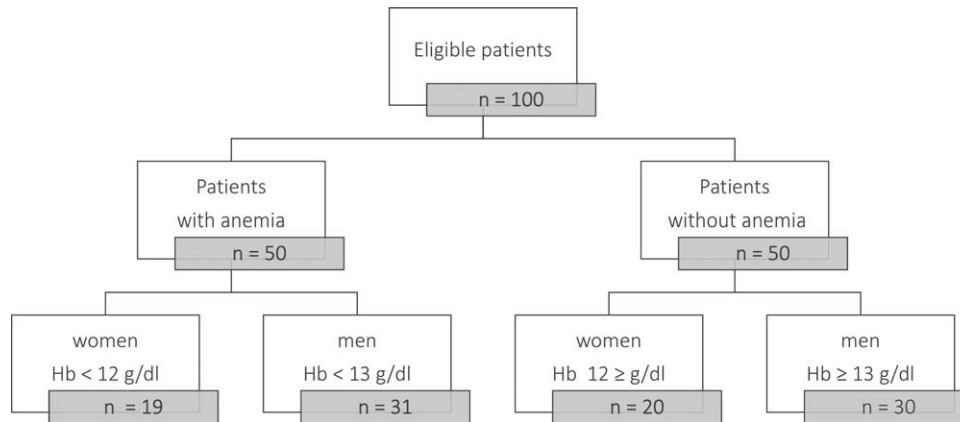 Eligible patients
n = 100
Patients
with anemia
n = 50
Patients
without anemia
n = 50
women
Hb < 12 g/dl
n = 19
men
Hb < 13 g/dl
n = 31
women
Hb 12 ≥ g/dl
n = 20
men
Hb ≥ 13 g/dl
n = 30